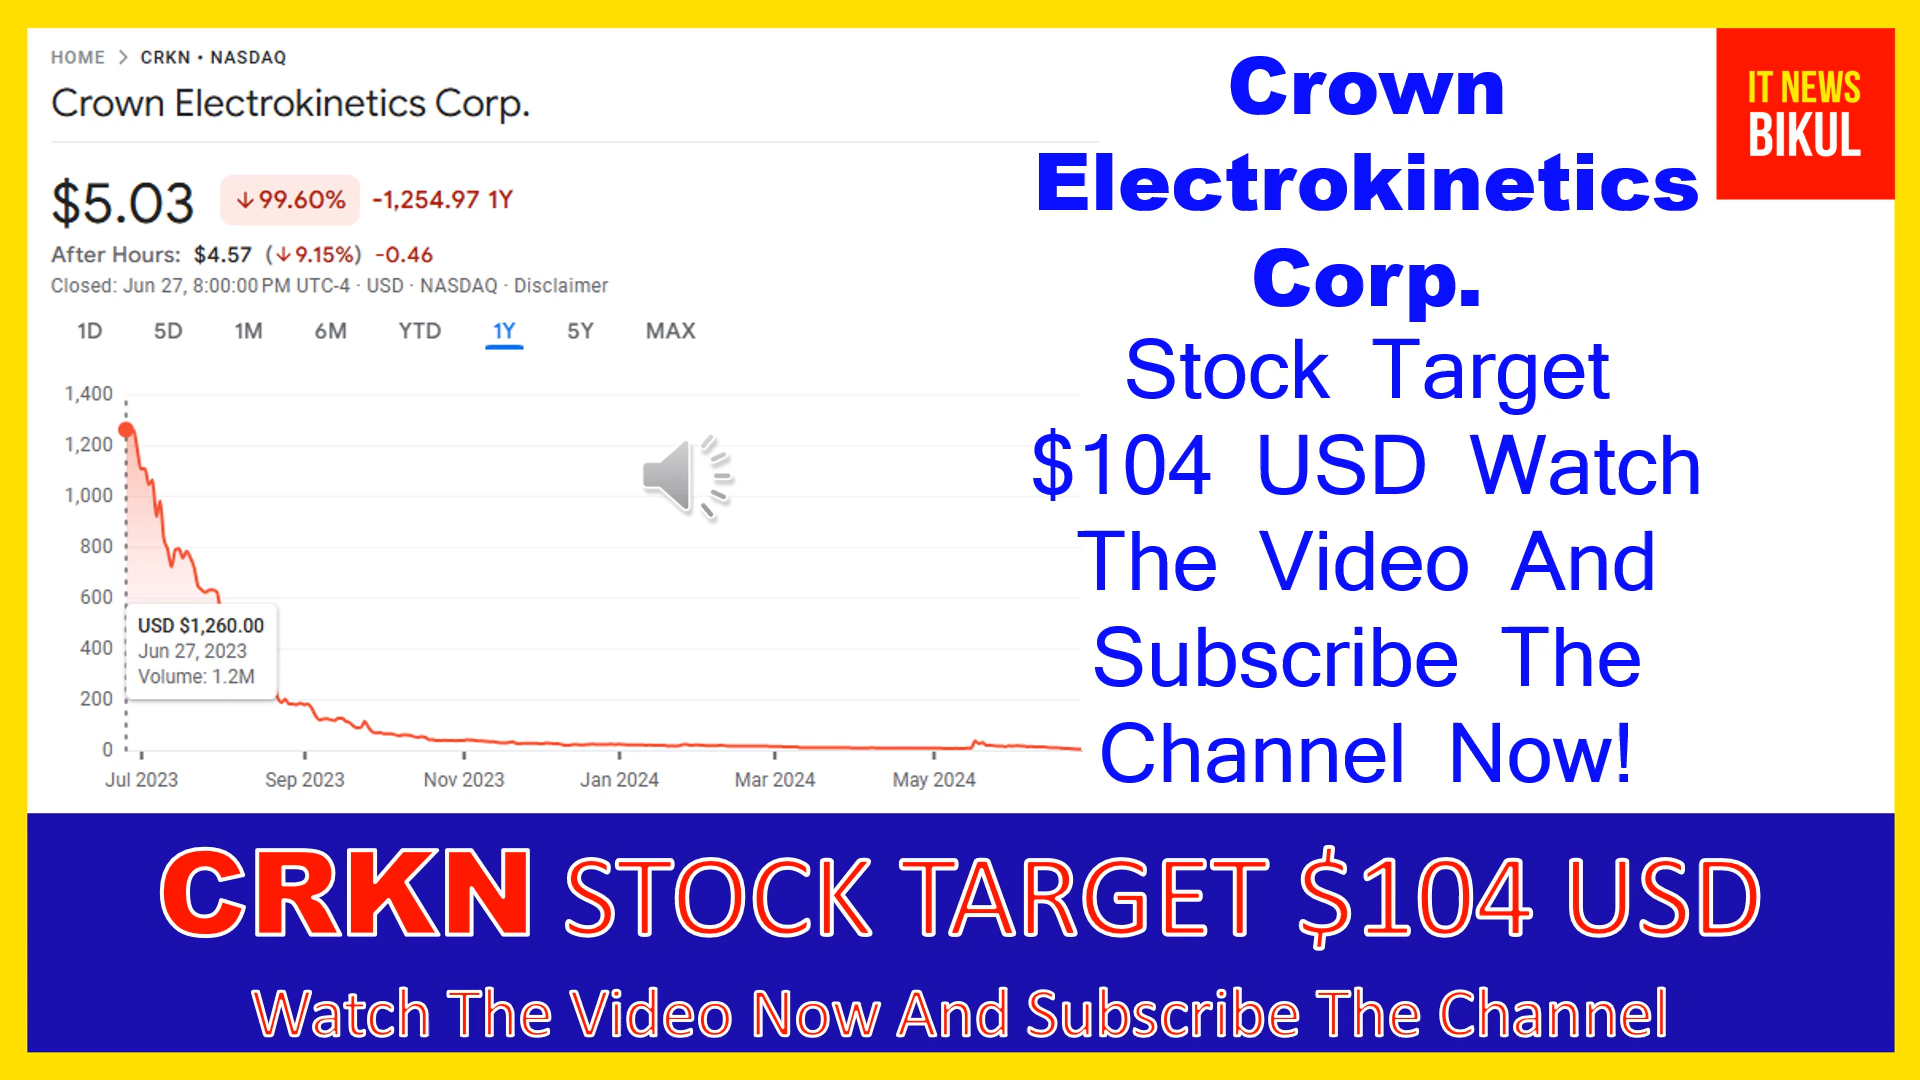 HOME > CRKN • NASDAQ
Crown Electrokinetics Corp.
$5.03 ↓99.60% -1,254.97 1Y
After Hours: $4.57 (↓9.15%) -0.46
Closed: Jun 27, 8:00:00 PM UTC-4 · USD · NASDAQ · Disclaimer
1D 5D 1M 6M YTD 1Y 5Y MAX
1,400
1,200
1,000
800
600
400
200
0
USD $1,260.00
Jun 27, 2023
Volume: 1.2M
Jul 2023 Sep 2023 Nov 2023 Jan 2024 Mar 2024 May 2024
Crown
Electrokinetics
Corp.
Stock Target
$104 USD Watch
The Video And
Subscribe The
Channel Now!
IT NEWS
BIKUL
CRKN STOCK TARGET $104 USD
Watch The Video Now And Subscribe The Channel